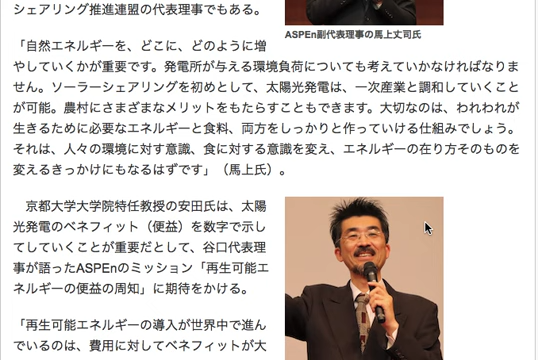 シェアリング推進連盟の代表理事でもある。
ASPEn副代表理事の馬上丈司氏
「自然エネルギーを、どこに、どのように増
やしていくかが重要です。発電所が与える環境負荷についても考えていかなければなりま
せん。ソーラーシェアリングを初めとして、太陽光発電は、一次産業と調和していくこと
が可能。農村にさまざまなメリットをもたらすこともできます。大切なのは、われわれが
生きるために必要なエネルギーと食料、両方をしっかりと作っていける仕組みでしょう。
それは、人々の環境に対す意識、食に対する意識を変え、エネルギーの在り方そのものを
変えるきっかけにもなるはずです」（馬上氏）。
京都大学大学院特任教授の安田氏は、太陽
光発電のベネフィット（便益）を数字で示し
てしていくことが重要だとして、谷口代表理
事が語ったASPEnのミッション「再生可能エ
ネルギーの便益の周知」に期待をかける。
「再生可能エネルギーの導入が世界中で進ん
でいるのは、費用に対してベネフィットが大